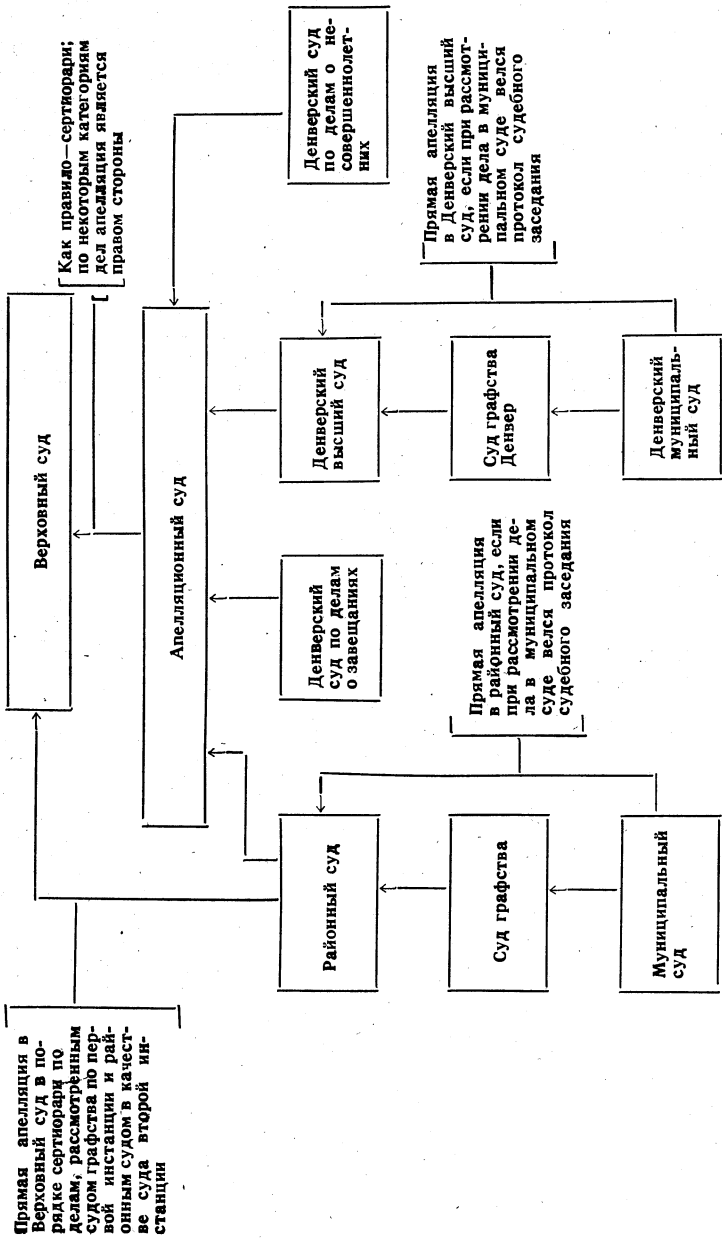 Верховный суд
Как правило—сертиорари;
по некоторым категориям
дел апелляция является
правом стороны
Прямая апелляция в
Верховный суд в по-
рядке сертиорари по
делам, рассмотренным
судом графства по пер-
вой инстанции и рай-
онным судом в качест-
ве суда второй ин-
станции
Апелляционный суд
Районный суд
Денверский
суд по делам
о завещаниях
Денверский
высший суд
Денверский суд
по делам о не-
совершеннолет-
них
Суд графства
Прямая апелляция
в районный суд, если
при рассмотрении де-
ла в муниципальном
суде велся протокол
судебного заседания
Суд графства
Денвер
Прямая апелляция
в Денверский высший
суд, если при рассмот-
рении дела в муници-
пальном суде велся
протокол судебного
заседания
Муниципальный
суд
Денверский
муниципаль-
ный суд